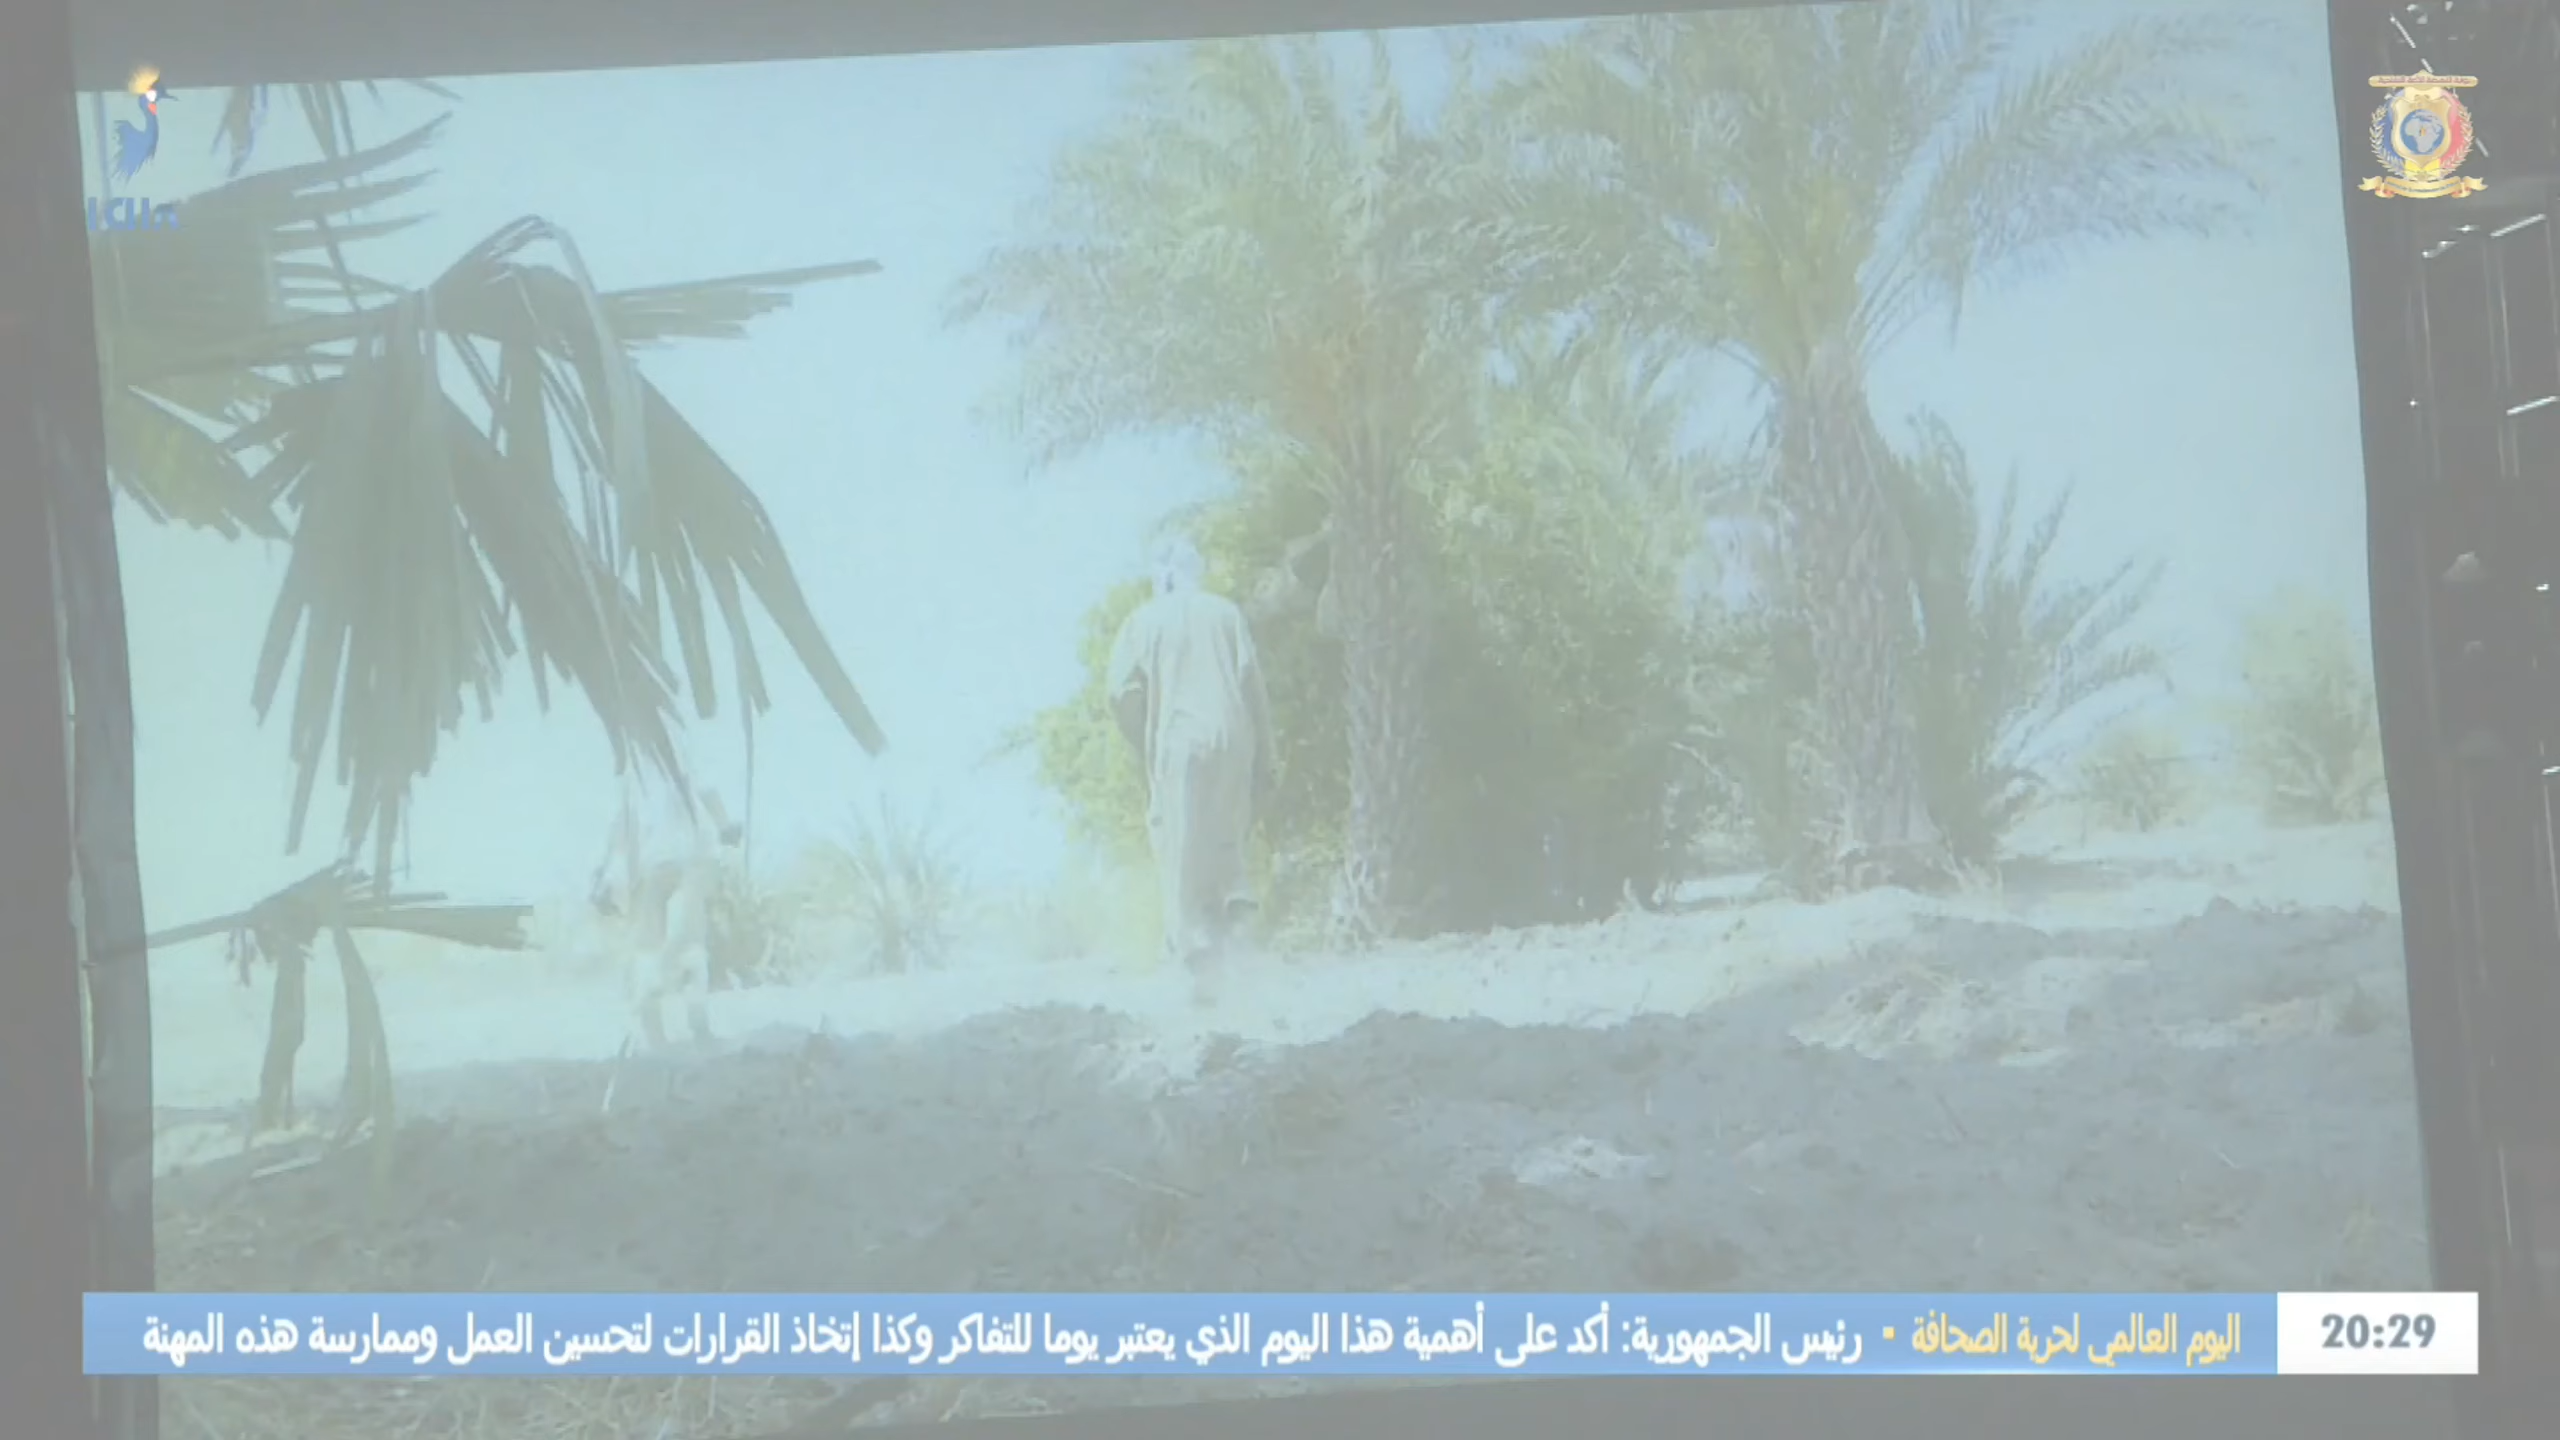 اليوم العالمي لحرية الصحافة ▪ رئيس الجمهورية: أكد على أهمية هذا اليوم الذي يعتبر يوما للتفاكر وكذا إتخاذ القرارات لتحسين العمل وممارسة هذه المهنة
20:29